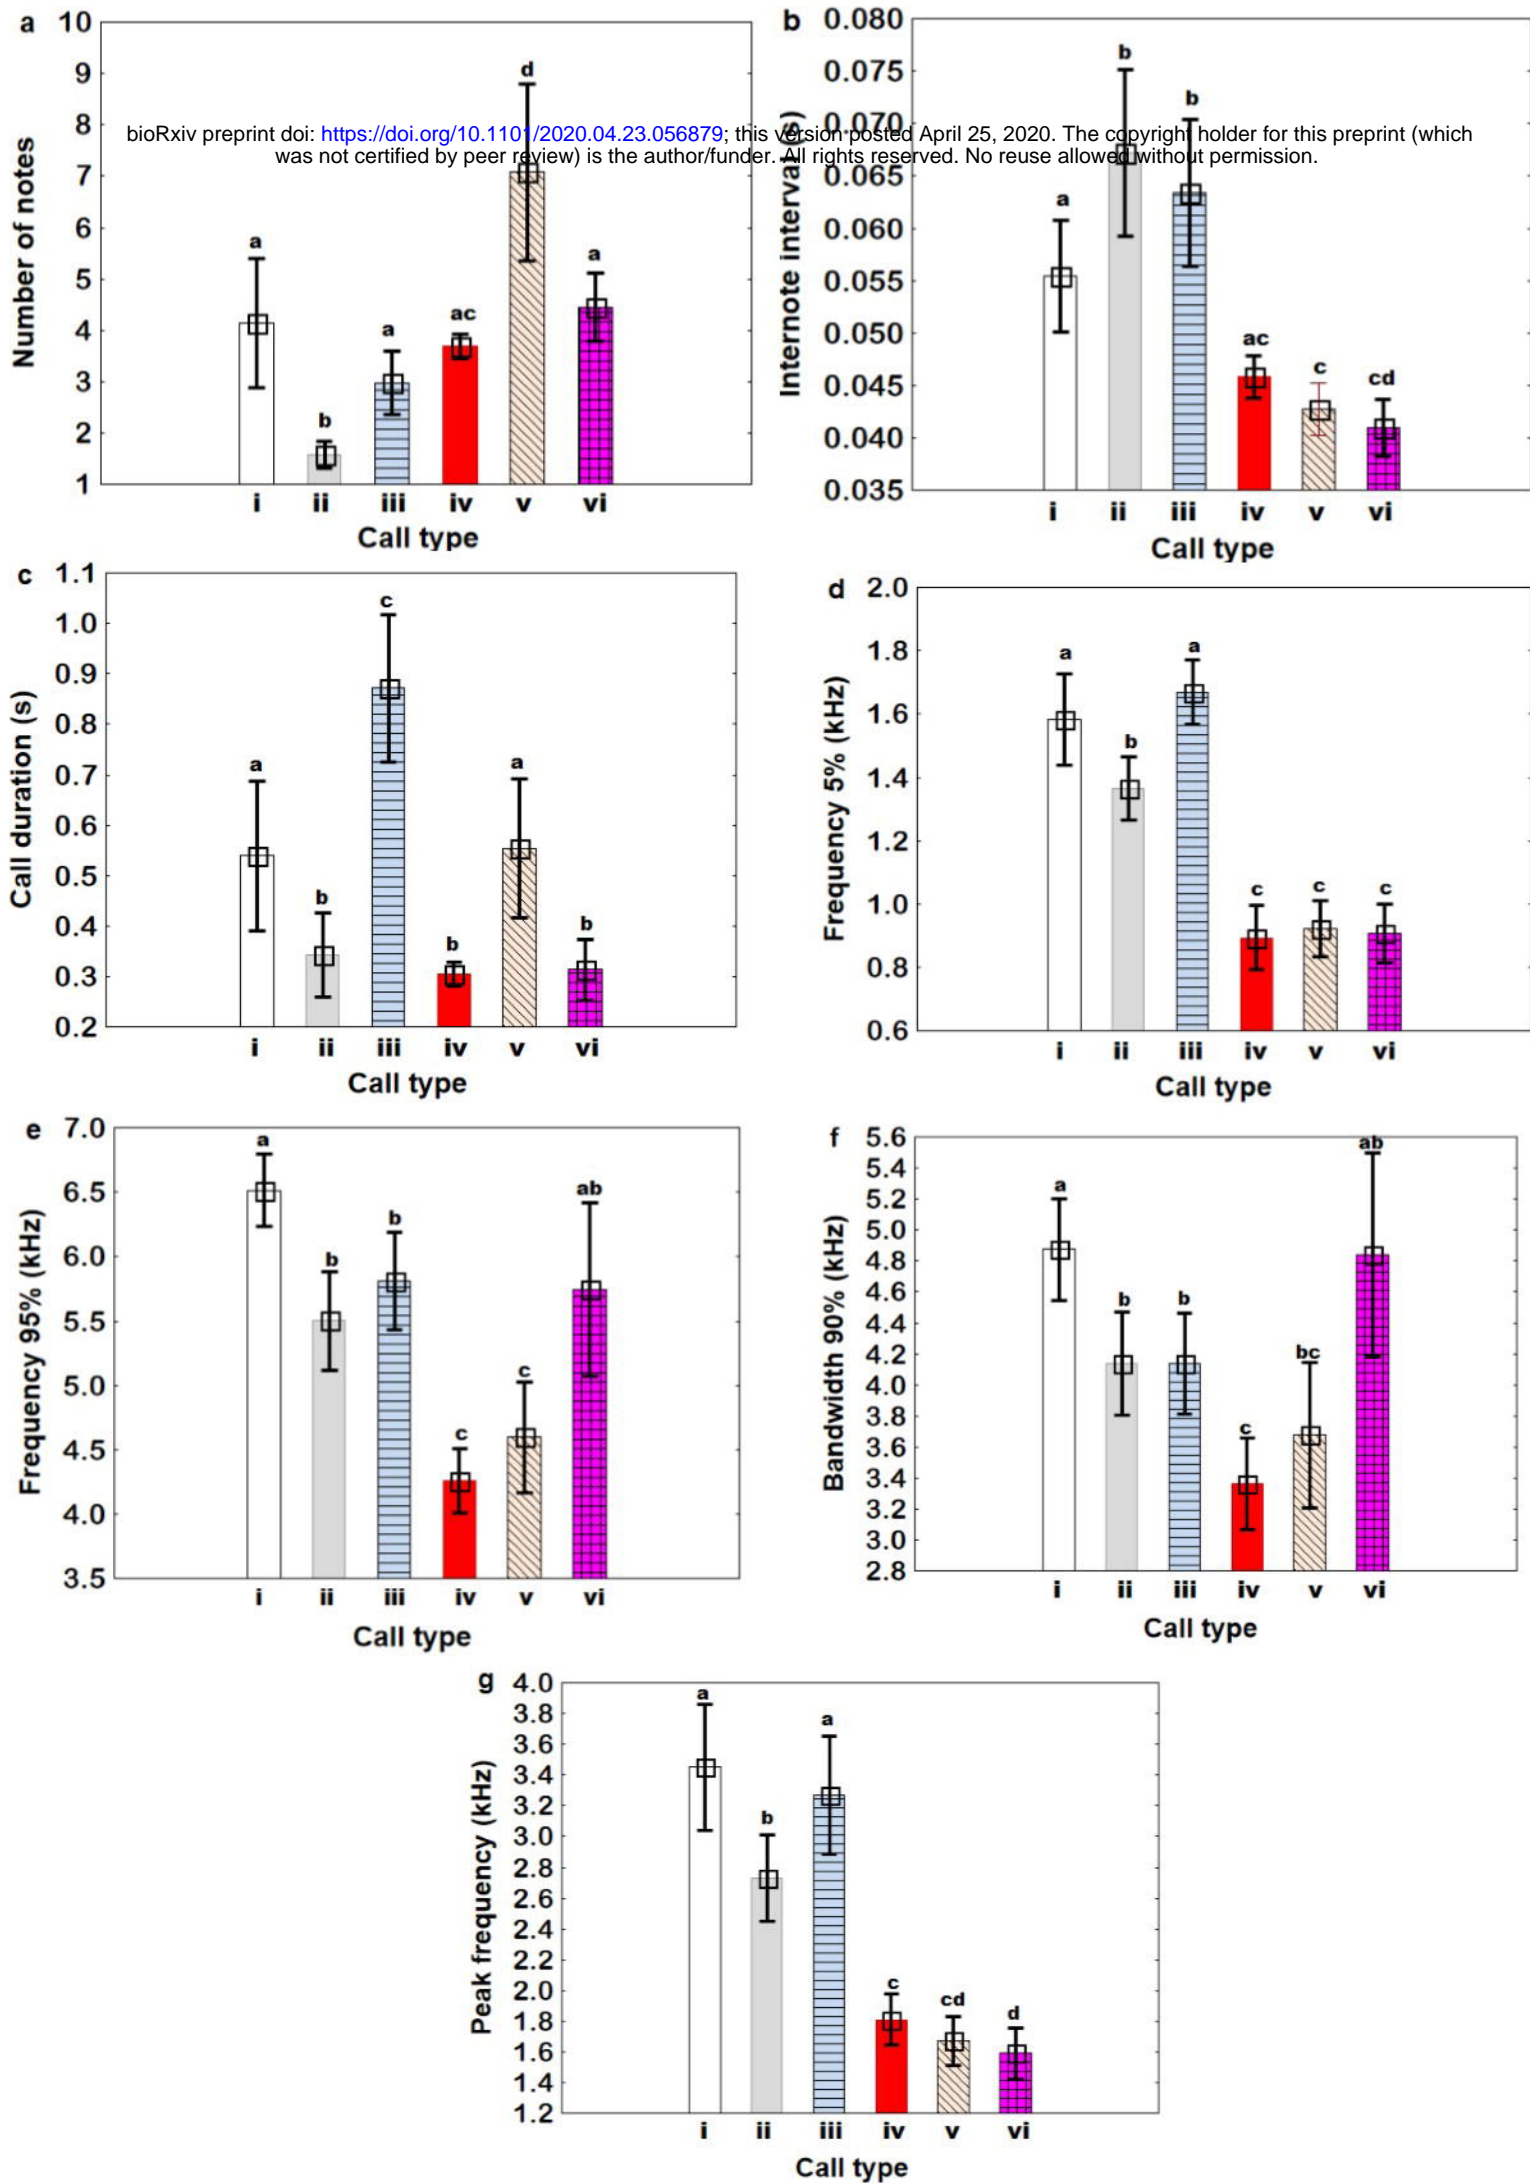 bioRxiv preprint doi: https://doi.org/10.1101/2020.04.23.056879; this version posted April 25, 2020. The copyright holder for this preprint (which
was not certified by peer review) is the author/funder. All rights reserved. No reuse allowed without permission.
a
Number of notes
10
9
8
7
6
5
4
3
2
1
a
b
a
ac
d
a
i ii iii iv v vi
Call type
b
Internote interval (s)
0.080
0.075
0.070
0.065
0.060
0.055
0.050
0.045
0.040
0.035
a
b
b
ac
c
cd
i ii iii iv v vi
Call type
c
Call duration (s)
1.1
1.0
0.9
0.8
0.7
0.6
0.5
0.4
0.3
0.2
a
b
c
b
a
b
i ii iii iv v vi
Call type
d
Frequency 5% (kHz)
2.0
1.8
1.6
1.4
1.2
1.0
0.8
0.6
a
b
a
c
c
c
i ii iii iv v vi
Call type
e
Frequency 95% (kHz)
7.0
6.5
6.0
5.5
5.0
4.5
4.0
3.5
a
b
b
c
c
ab
i ii iii iv v vi
Call type
f
Bandwidth 90% (kHz)
5.6
5.4
5.2
5.0
4.8
4.6
4.4
4.2
4.0
3.8
3.6
3.4
3.2
3.0
2.8
a
b
b
c
bc
ab
i ii iii iv v vi
Call type
g
Peak frequency (kHz)
4.0
3.8
3.6
3.4
3.2
3.0
2.8
2.6
2.4
2.2
2.0
1.8
1.6
1.4
1.2
a
b
a
c
cd
d
i ii iii iv v vi
Call type